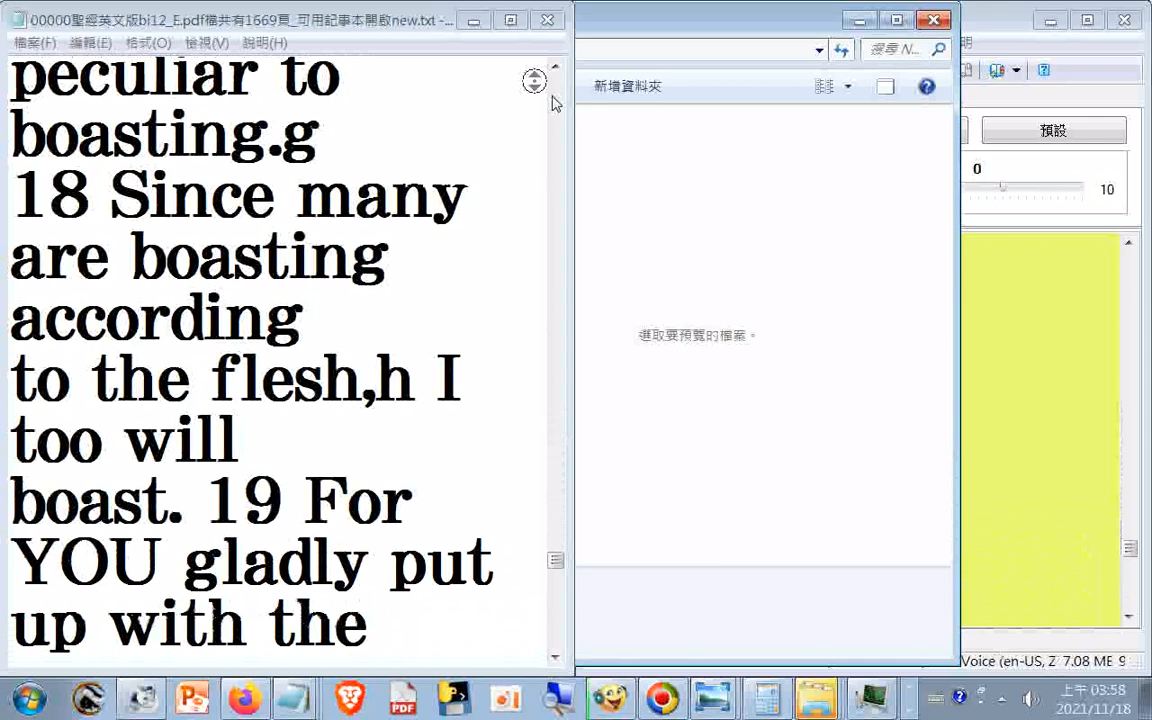 00000聖經英文版bi12_E.pdf檔共有1669頁_可用記事本開啟new.txt -...
檔案(F) 編輯(E) 格式(O) 檢視(V) 說明(H)
peculiar to
boasting.g
18 Since many
are boasting
according
to the flesh,h I
too will
boast. 19 For
YOU gladly put
up with the
搜尋 N...
新增資料夾
選取要預覽的檔案。
明
預設
0
10
Voice (en-US, Z 7.08 ME 9
PDF
上午 03:58
2021/11/18